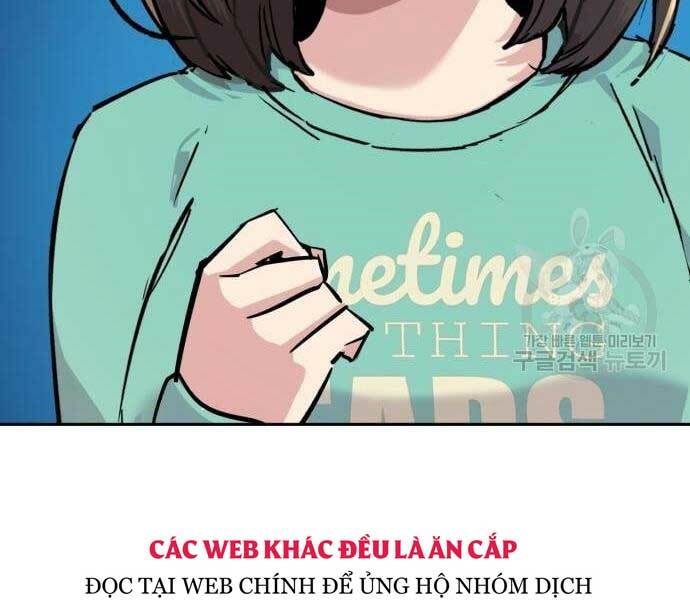 metimes
THING
가장 빠른 웹툰 미리보기
구글검색 뉴토끼
CÁC WEB KHÁC ĐỀU LÀ ĂN CẮP
ĐỌC TẠI WEB CHÍNH ĐỂ ỦNG HỘ NHÓM DỊCH